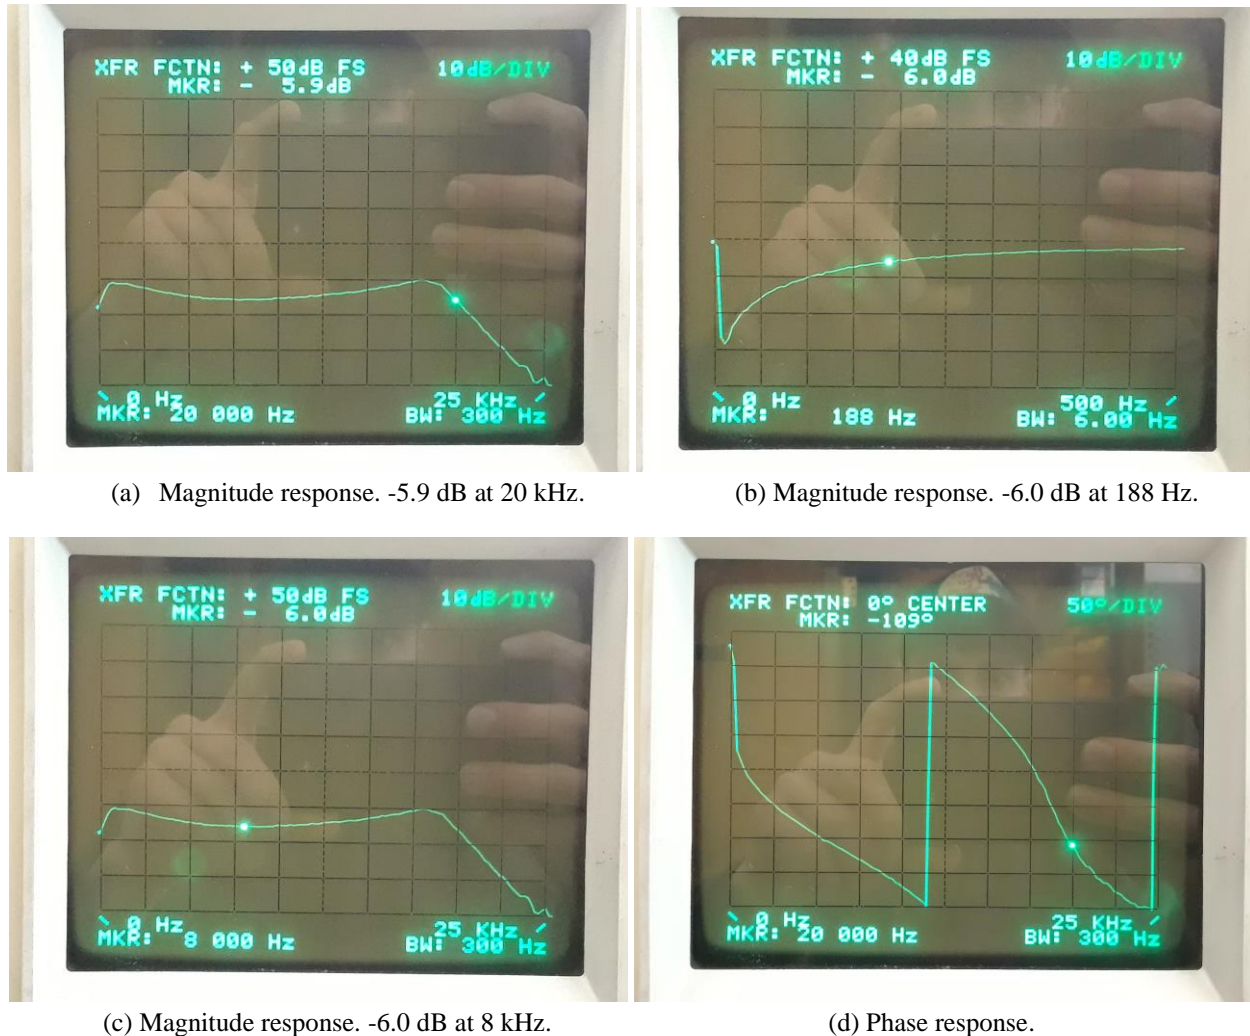 XFR FCTN: + 50dB FS 10dB/DIV
MKR: - 5.9dB
0 Hz 25 KHz
MKR: 20 000 Hz BW: 300 Hz
(a) Magnitude response. -5.9 dB at 20 kHz.
XFR FCTN: + 40dB FS 10dB/DIV
MKR: - 6.0dB
0 Hz 500 Hz
MKR: 188 Hz BW: 6.00 Hz
(b) Magnitude response. -6.0 dB at 188 Hz.
XFR FCTN: + 50dB FS 10dB/DIV
MKR: - 6.0dB
0 Hz 25 KHz
MKR: 8 000 Hz BW: 300 Hz
(c) Magnitude response. -6.0 dB at 8 kHz.
XFR FCTN: 0° CENTER 50°/DIV
MKR: -109°
0 Hz 25 KHz
MKR: 20 000 Hz BW: 300 Hz
(d) Phase response.